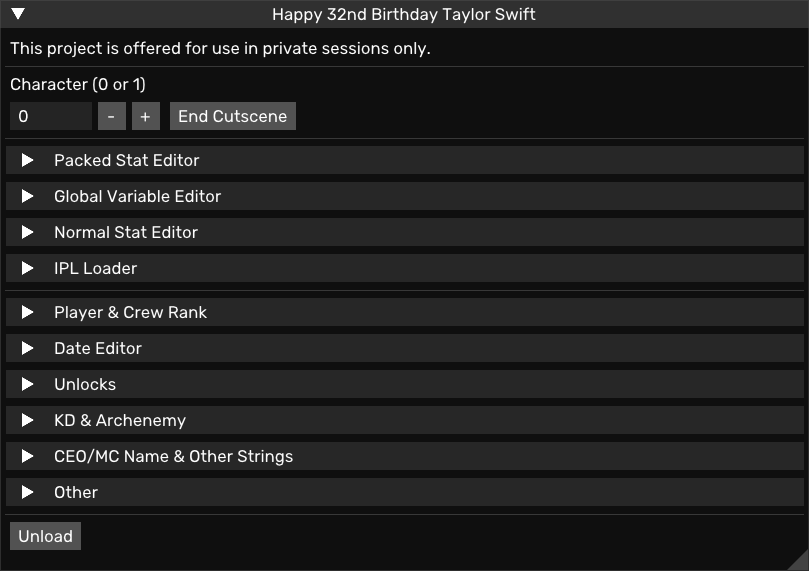 Happy 32nd Birthday Taylor Swift
This project is offered for use in private sessions only.
Character (0 or 1)
0 - + End Cutscene
Packed Stat Editor
Global Variable Editor
Normal Stat Editor
IPL Loader
Player & Crew Rank
Date Editor
Unlocks
KD & Archenemy
CEO/MC Name & Other Strings
Other
Unload